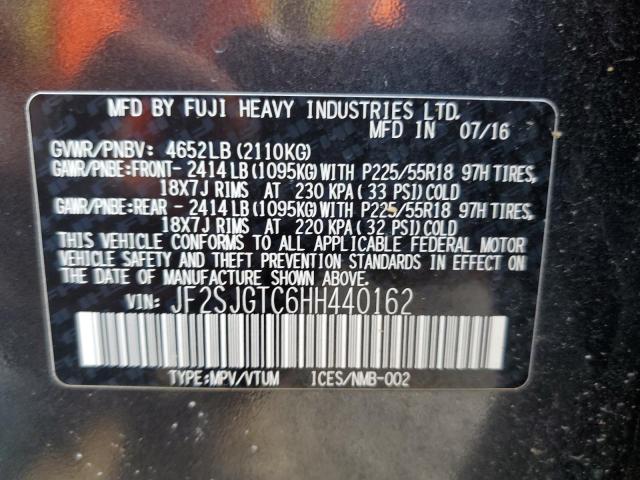 MFD BY FUJI HEAVY INDUSTRIES LTD.
MFD IN 07/16
GVWR/PNBV: 4652LB (2110KG)
GAWR/PNBE:FRONT- 2414 LB (1095KG) WITH P225/55R18 97H TIRES,
18X7J RIMS AT 230 KPA ( 33 PSI) COLD
GAWR/PNBE:REAR - 2414 LB (1095KG) WITH P225/55R18 97H TIRES,
18X7J RIMS AT 220 KPA ( 32 PSI) COLD
THIS VEHICLE CONFORMS TO ALL APPLICABLE FEDERAL MOTOR
VEHICLE SAFETY AND THEFT PREVENTION STANDARDS IN EFFECT ON
THE DATE OF MANUFACTURE SHOWN ABOVE.
VIN: JF2SJGTC6HH440162
TYPE:MPV/VTUM ICES/NMB-002